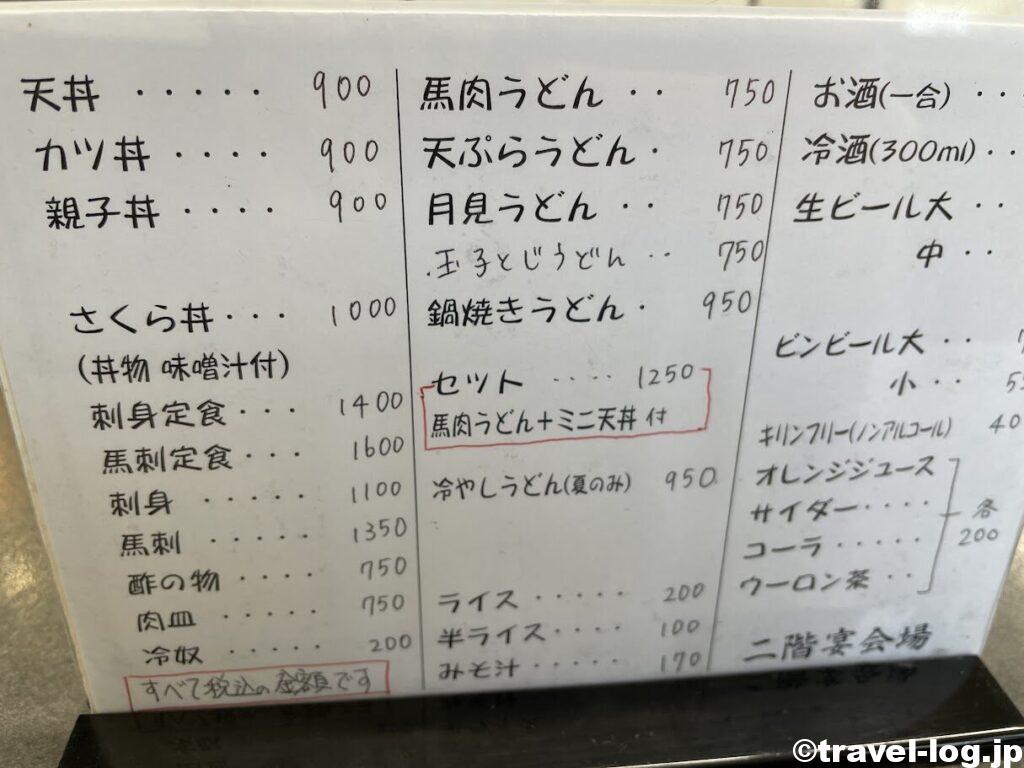 天丼 ····· 900
カツ丼 ···· 900
親子丼 ···· 900
さくら丼 ··· 1000
(丼物 味噌汁付)
刺身定食 ··· 1400
馬刺定食 ··· 1600
刺身 ····· 1100
馬刺 ····· 1350
酢の物 ···· 750
肉皿 ····· 750
冷奴 ····· 200
すべて税込の金額です
馬肉うどん ·· 750
天ぷらうどん · 750
月見うどん ·· 750
玉子とじうどん ·· 750
鍋焼きうどん · 950
セット ···· 1250
馬肉うどん+ミニ天丼 付
冷やしうどん(夏のみ) 950
ライス ····· 200
半ライス ···· 100
みそ汁 ····· 170
お酒(一合) ··
冷酒(300ml) ··
生ビール大 ··
中 ··
ビンビール大 ··
小 ··
キリンフリー(ノンアルコール)
オレンジジュース
サイダー ····
コーラ ·····
ウーロン茶 ··
各
200
二階宴会場
©travel-log.jp